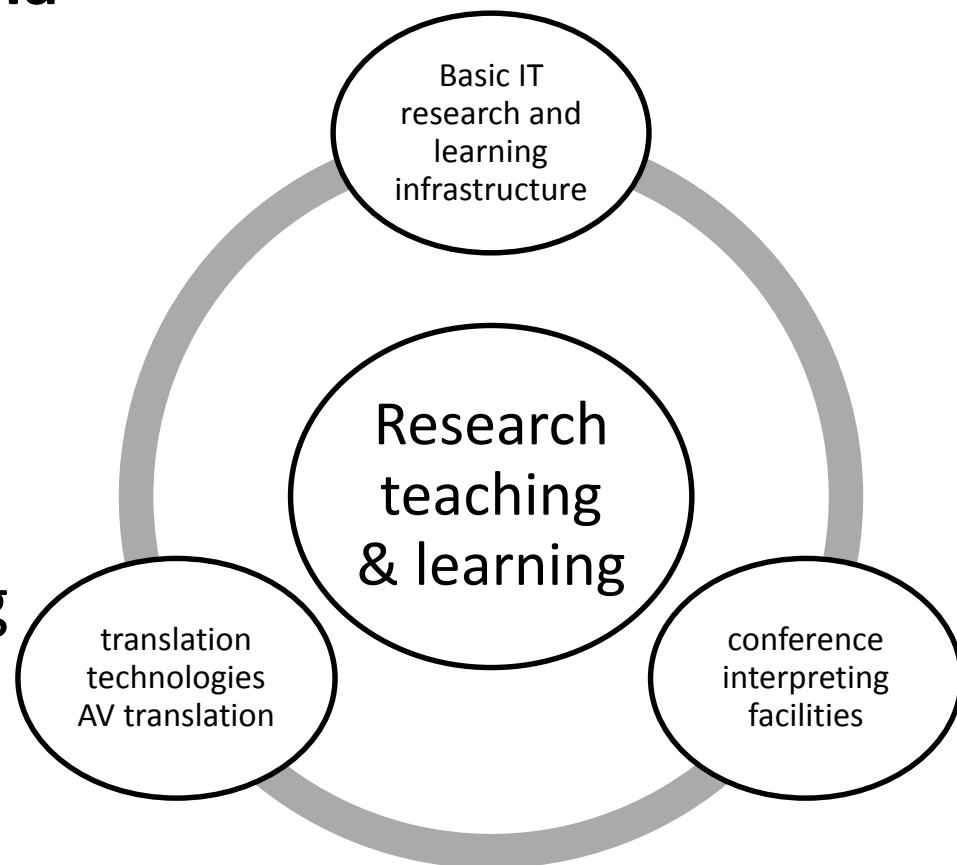 Basic IT
research and
learning
infrastructure
Research
teaching
& learning
translation
technologies
AV translation
conference
interpreting
facilities